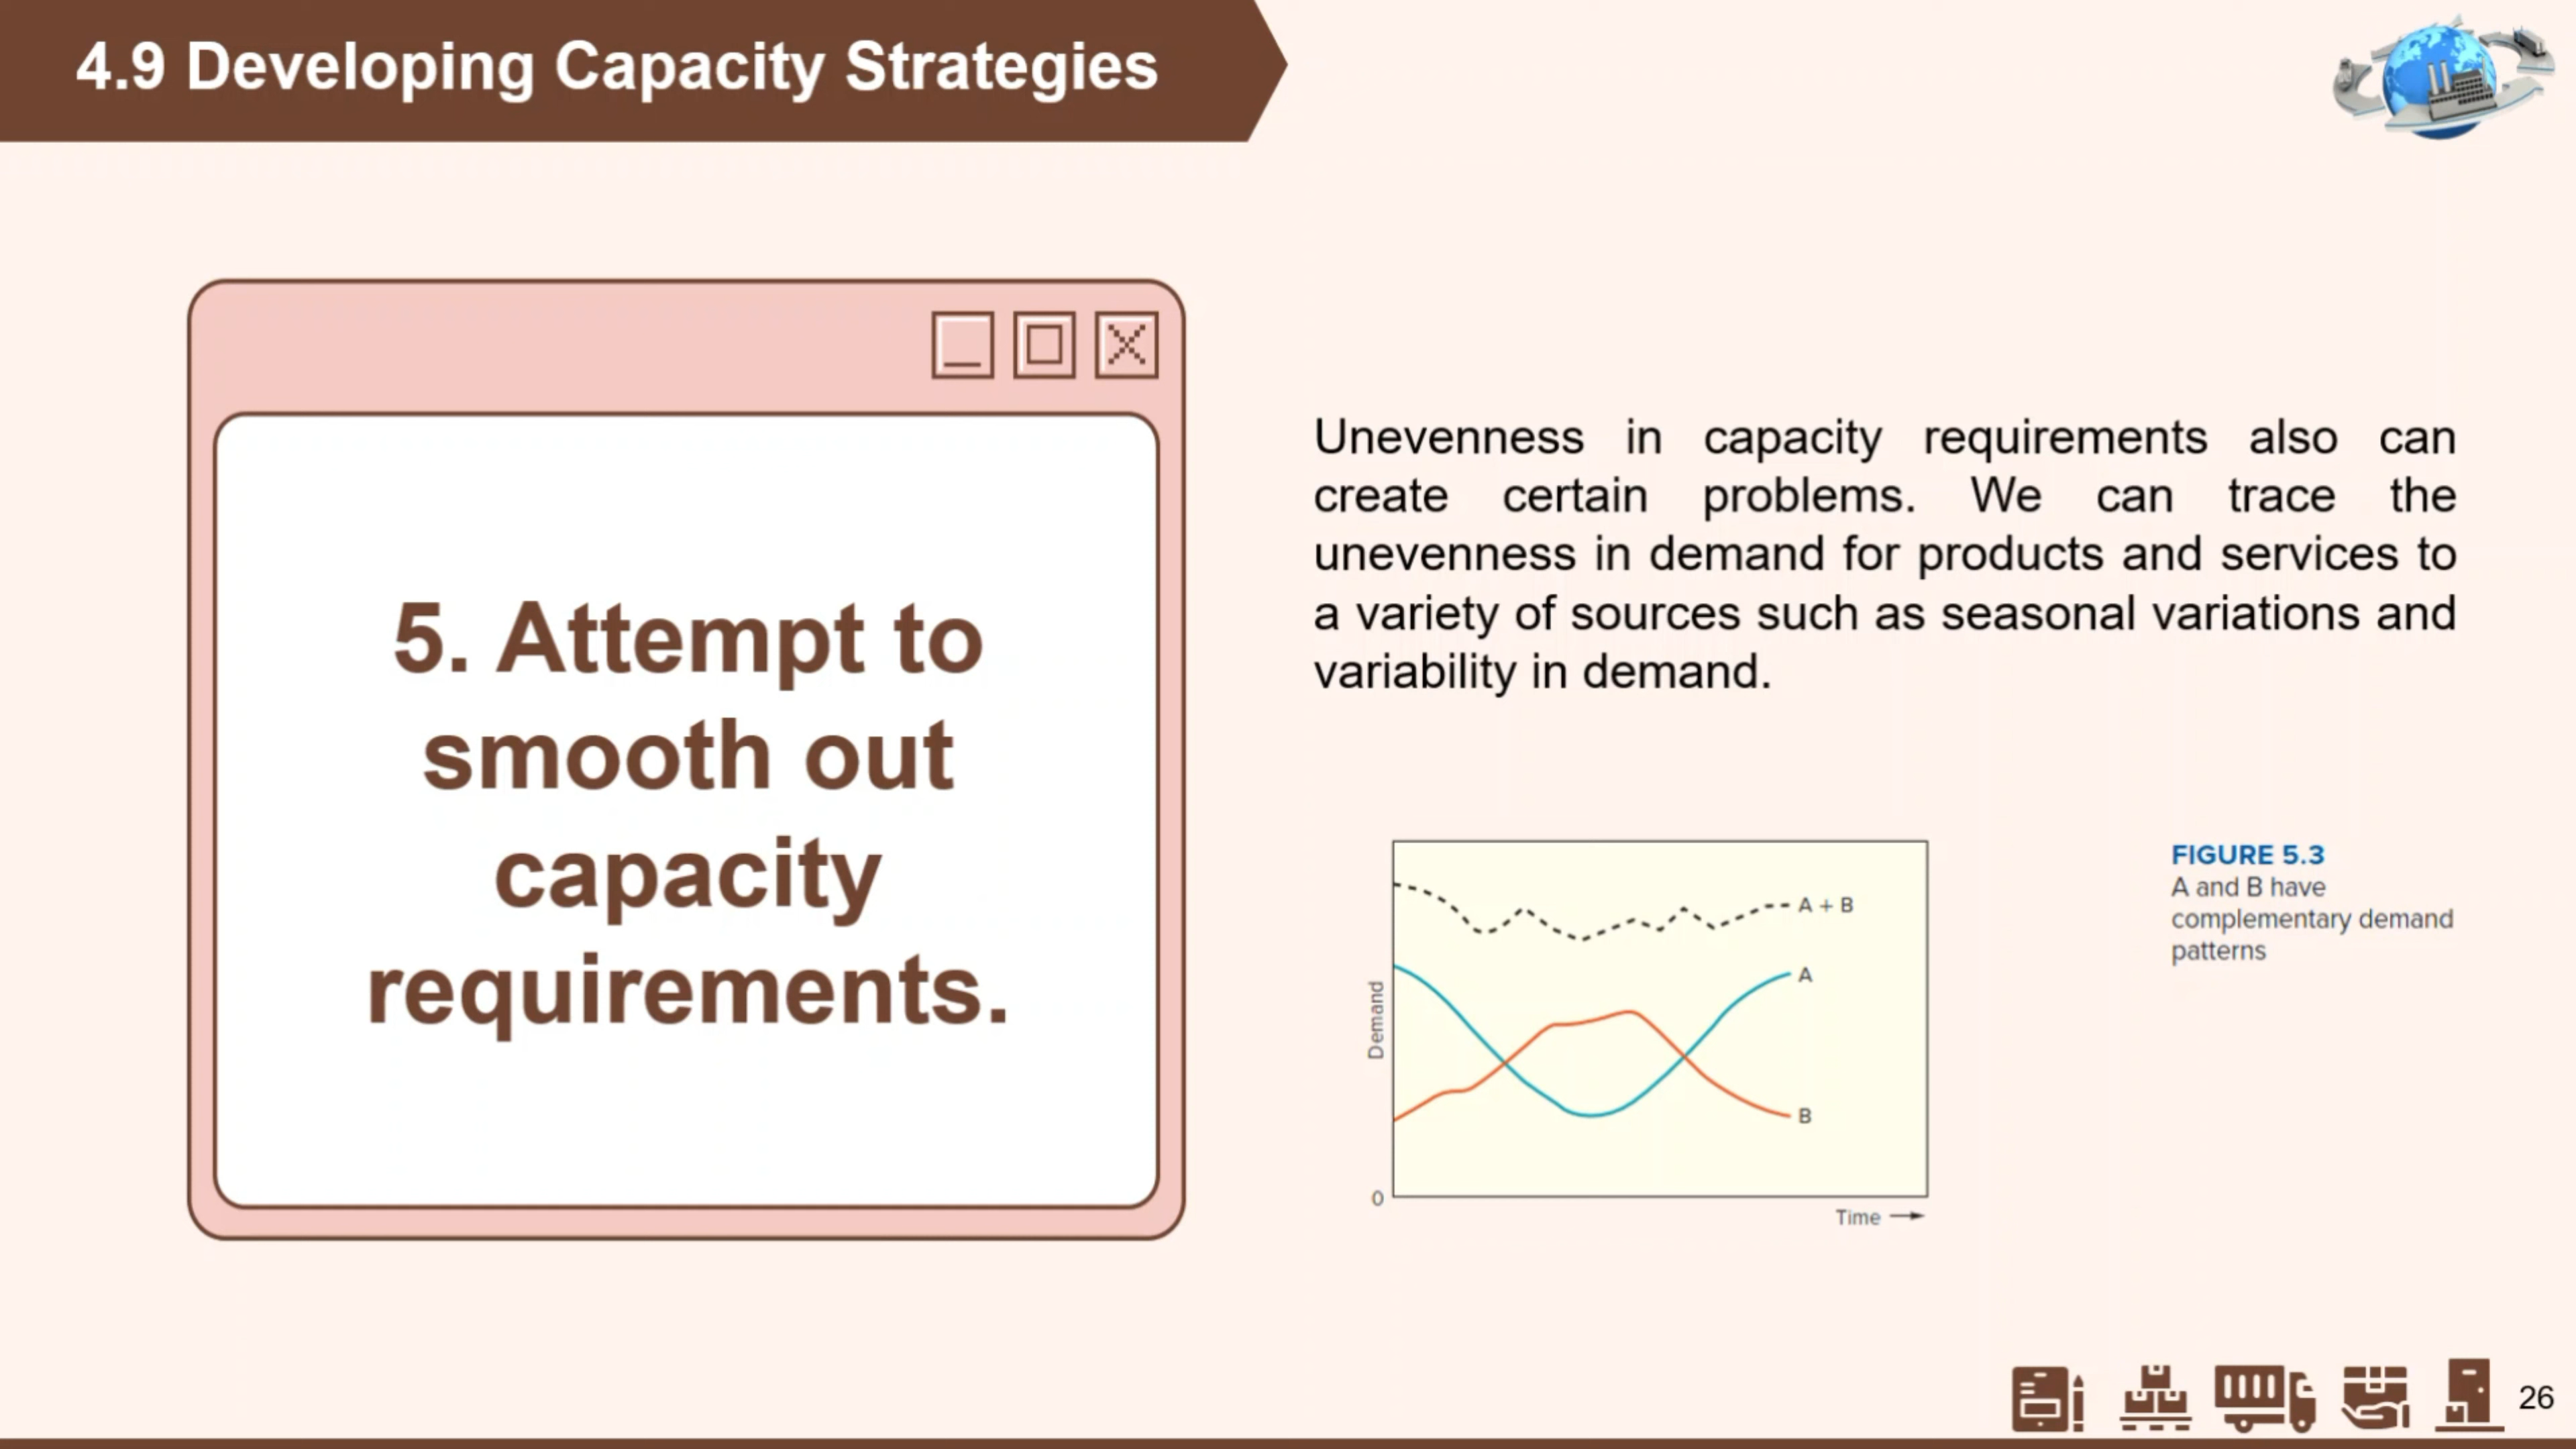 4.9 Developing Capacity Strategies
5. Attempt to
smooth out
capacity
requirements.
Unevenness in capacity requirements also can
create certain problems. We can trace the
unevenness in demand for products and services to
a variety of sources such as seasonal variations and
variability in demand.
A + B
A
B
Demand
0
Time
FIGURE 5.3
A and B have
complementary demand
patterns
26